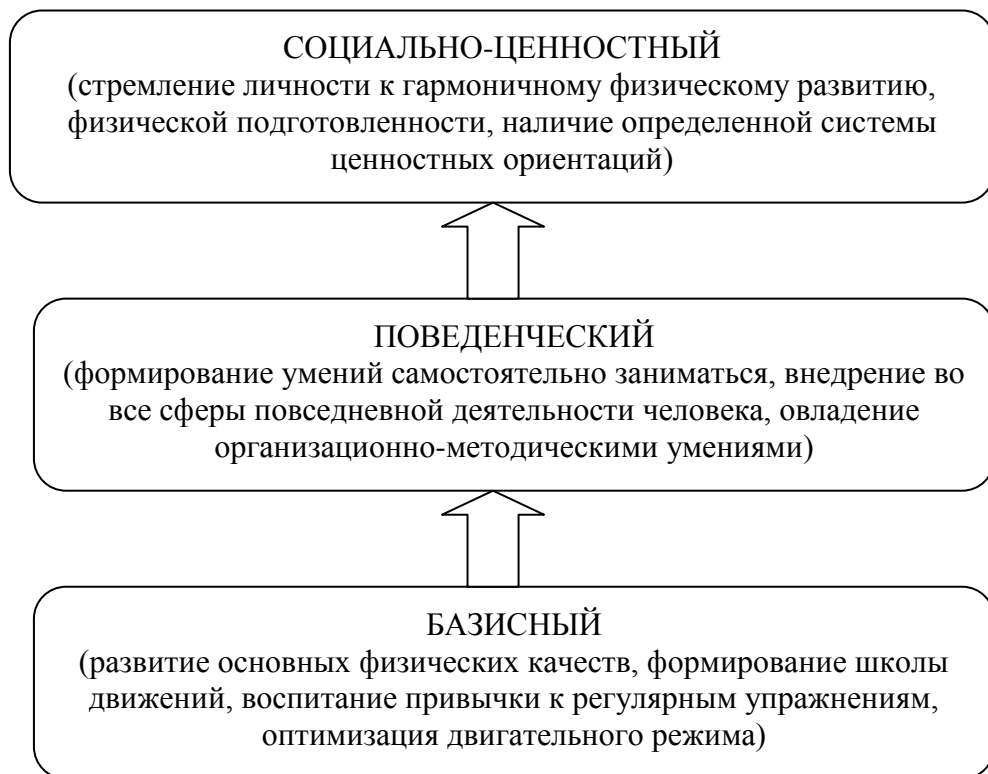 СОЦИАЛЬНО-ЦЕННОСТНЫЙ
(стремление личности к гармоничному физическому развитию,
физической подготовленности, наличие определенной системы
ценностных ориентаций)
ПОВЕДЕНЧЕСКИЙ
(формирование умений самостоятельно заниматься, внедрение во
все сферы повседневной деятельности человека, овладение
организационно-методическими умениями)
БАЗИСНЫЙ
(развитие основных физических качеств, формирование школы
движений, воспитание привычки к регулярным упражнениям,
оптимизация двигательного режима)